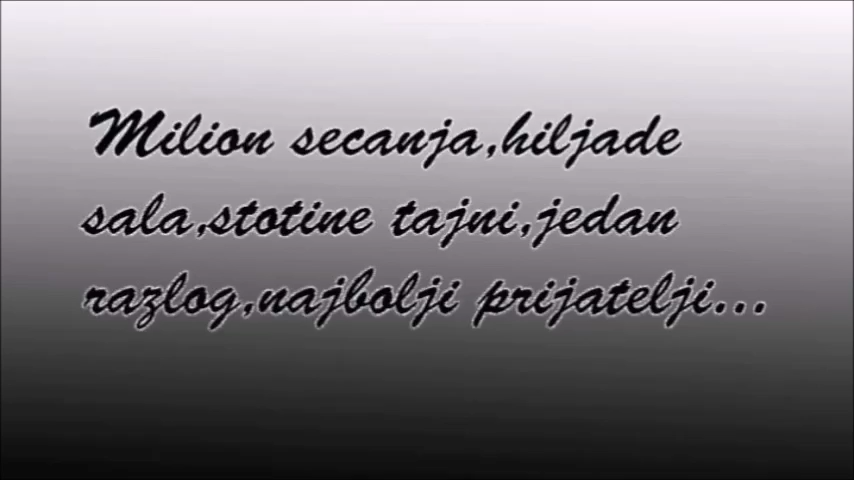 Milion secanja,hiljade
sala,stotine tajni,jedan
razlog,najbolji prijatelji...